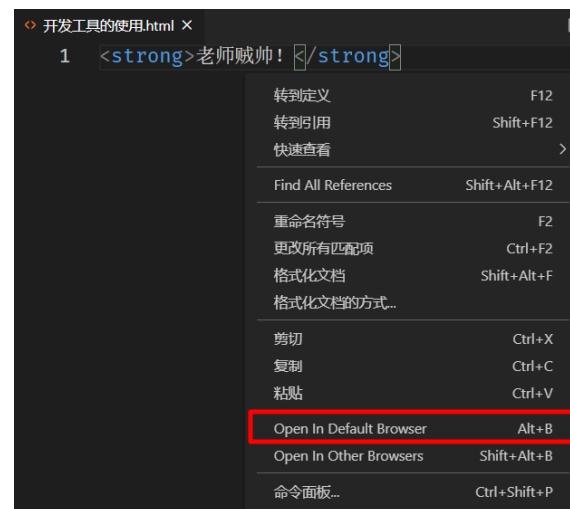 开发工具的使用.html
1 <strong>老师贼帅！</strong>
转到定义 F12
转到引用 Shift+F12
快速查看
Find All References Shift+Alt+F12
重命名符号 F2
更改所有匹配项 Ctrl+F2
格式化文档 Shift+Alt+F
格式化文档的方式...
剪切 Ctrl+X
复制 Ctrl+C
粘贴 Ctrl+V
Open In Default Browser Alt+B
Open In Other Browsers Shift+Alt+B
命令面板... Ctrl+Shift+P